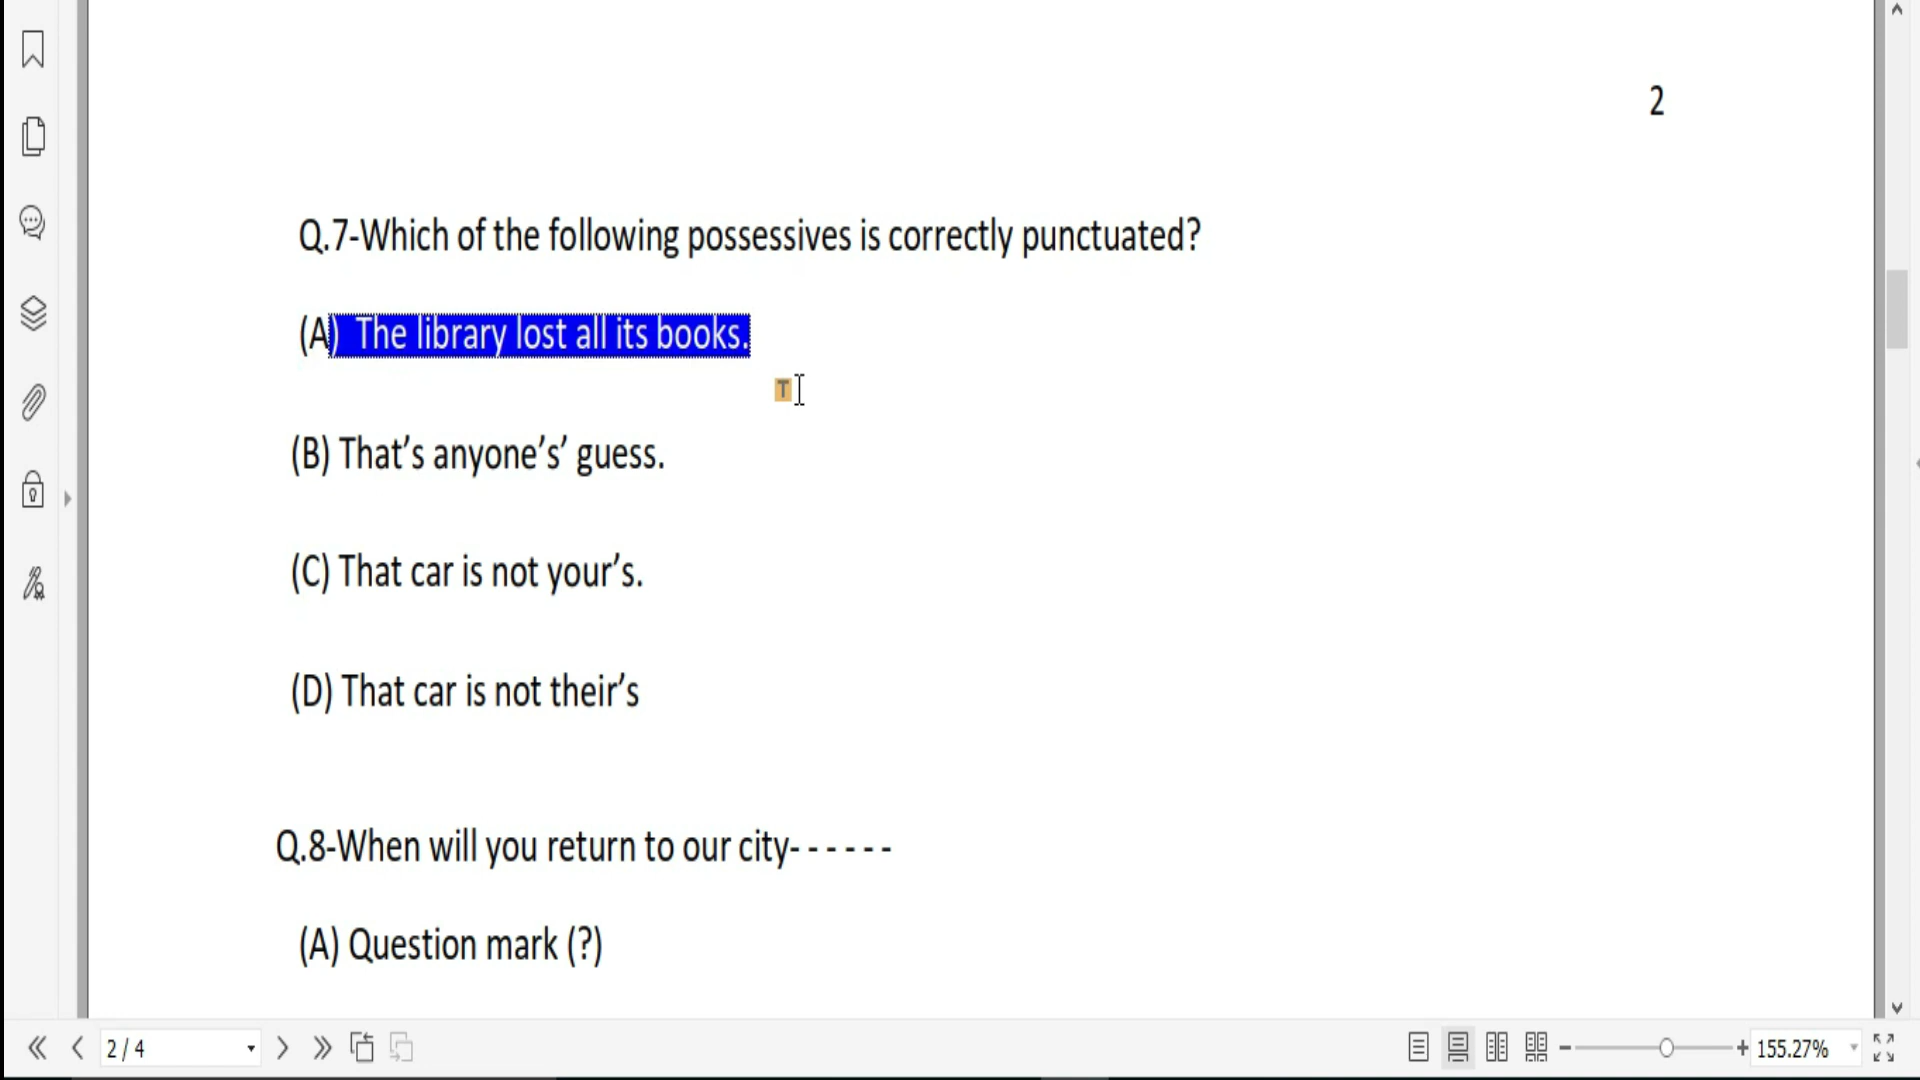 2
Q.7-Which of the following possessives is correctly punctuated?
(A)  The library lost all its books.
T
(B) That’s anyone’s’ guess.
(C) That car is not your’s.
(D) That car is not their’s
Q.8-When will you return to our city- - - - - -
(A) Question mark (?)
2 / 4
155.27%